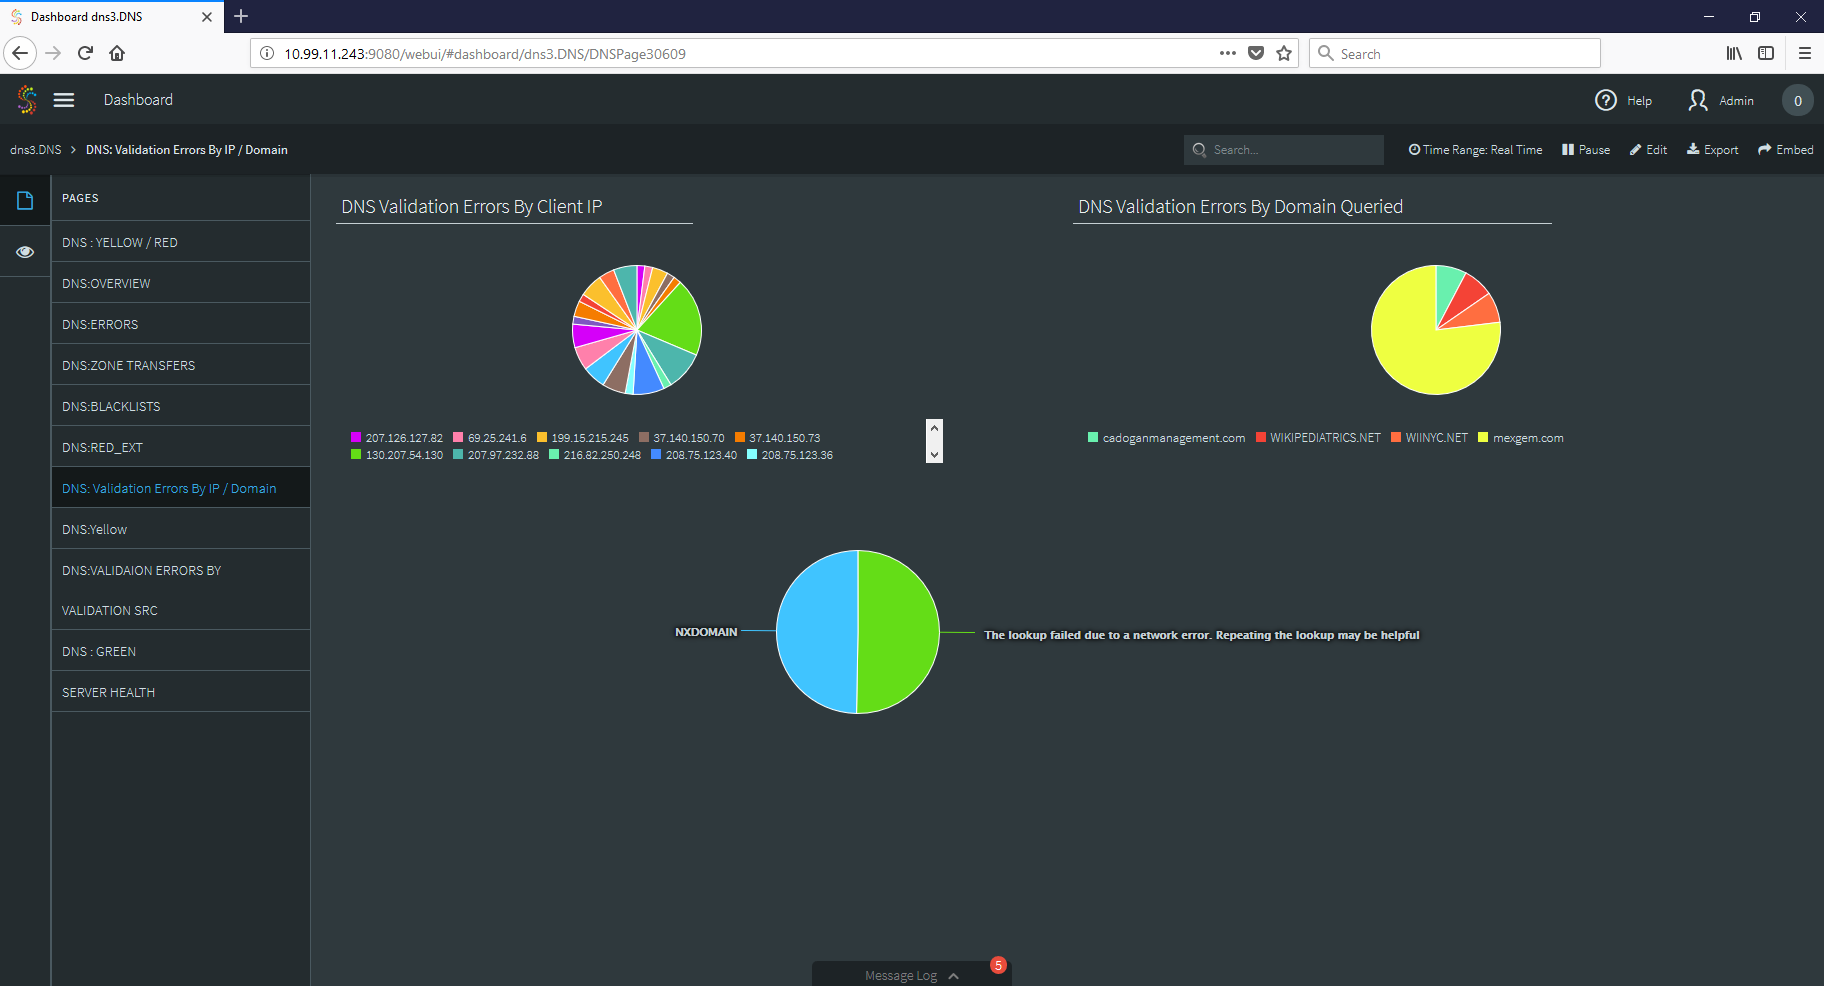 Dashboard dns3.DNS
10.99.11.243:9080/webui/#dashboard/dns3.DNS/DNSPage30609
Search
Dashboard
Help
Admin
0
dns3.DNS > DNS: Validation Errors By IP / Domain
Search...
Time Range: Real Time
Pause
Edit
Export
Embed
PAGES
DNS : YELLOW / RED
DNS:OVERVIEW
DNS:ERRORS
DNS:ZONE TRANSFERS
DNS:BLACKLISTS
DNS:RED_EXT
DNS: Validation Errors By IP / Domain
DNS:Yellow
DNS:VALIDAION ERRORS BY
VALIDATION SRC
DNS : GREEN
SERVER HEALTH
DNS Validation Errors By Client IP
207.126.127.82 69.25.241.6 199.15.215.245 37.140.150.70 37.140.150.73
130.207.54.130 207.97.232.88 216.82.250.248 208.75.123.40 208.75.123.36
DNS Validation Errors By Domain Queried
cadoganmanagement.com WIKIPEDIATRICS.NET WIINYC.NET mexgem.com
NXDOMAIN
The lookup failed due to a network error. Repeating the lookup may be helpful
Message Log
5